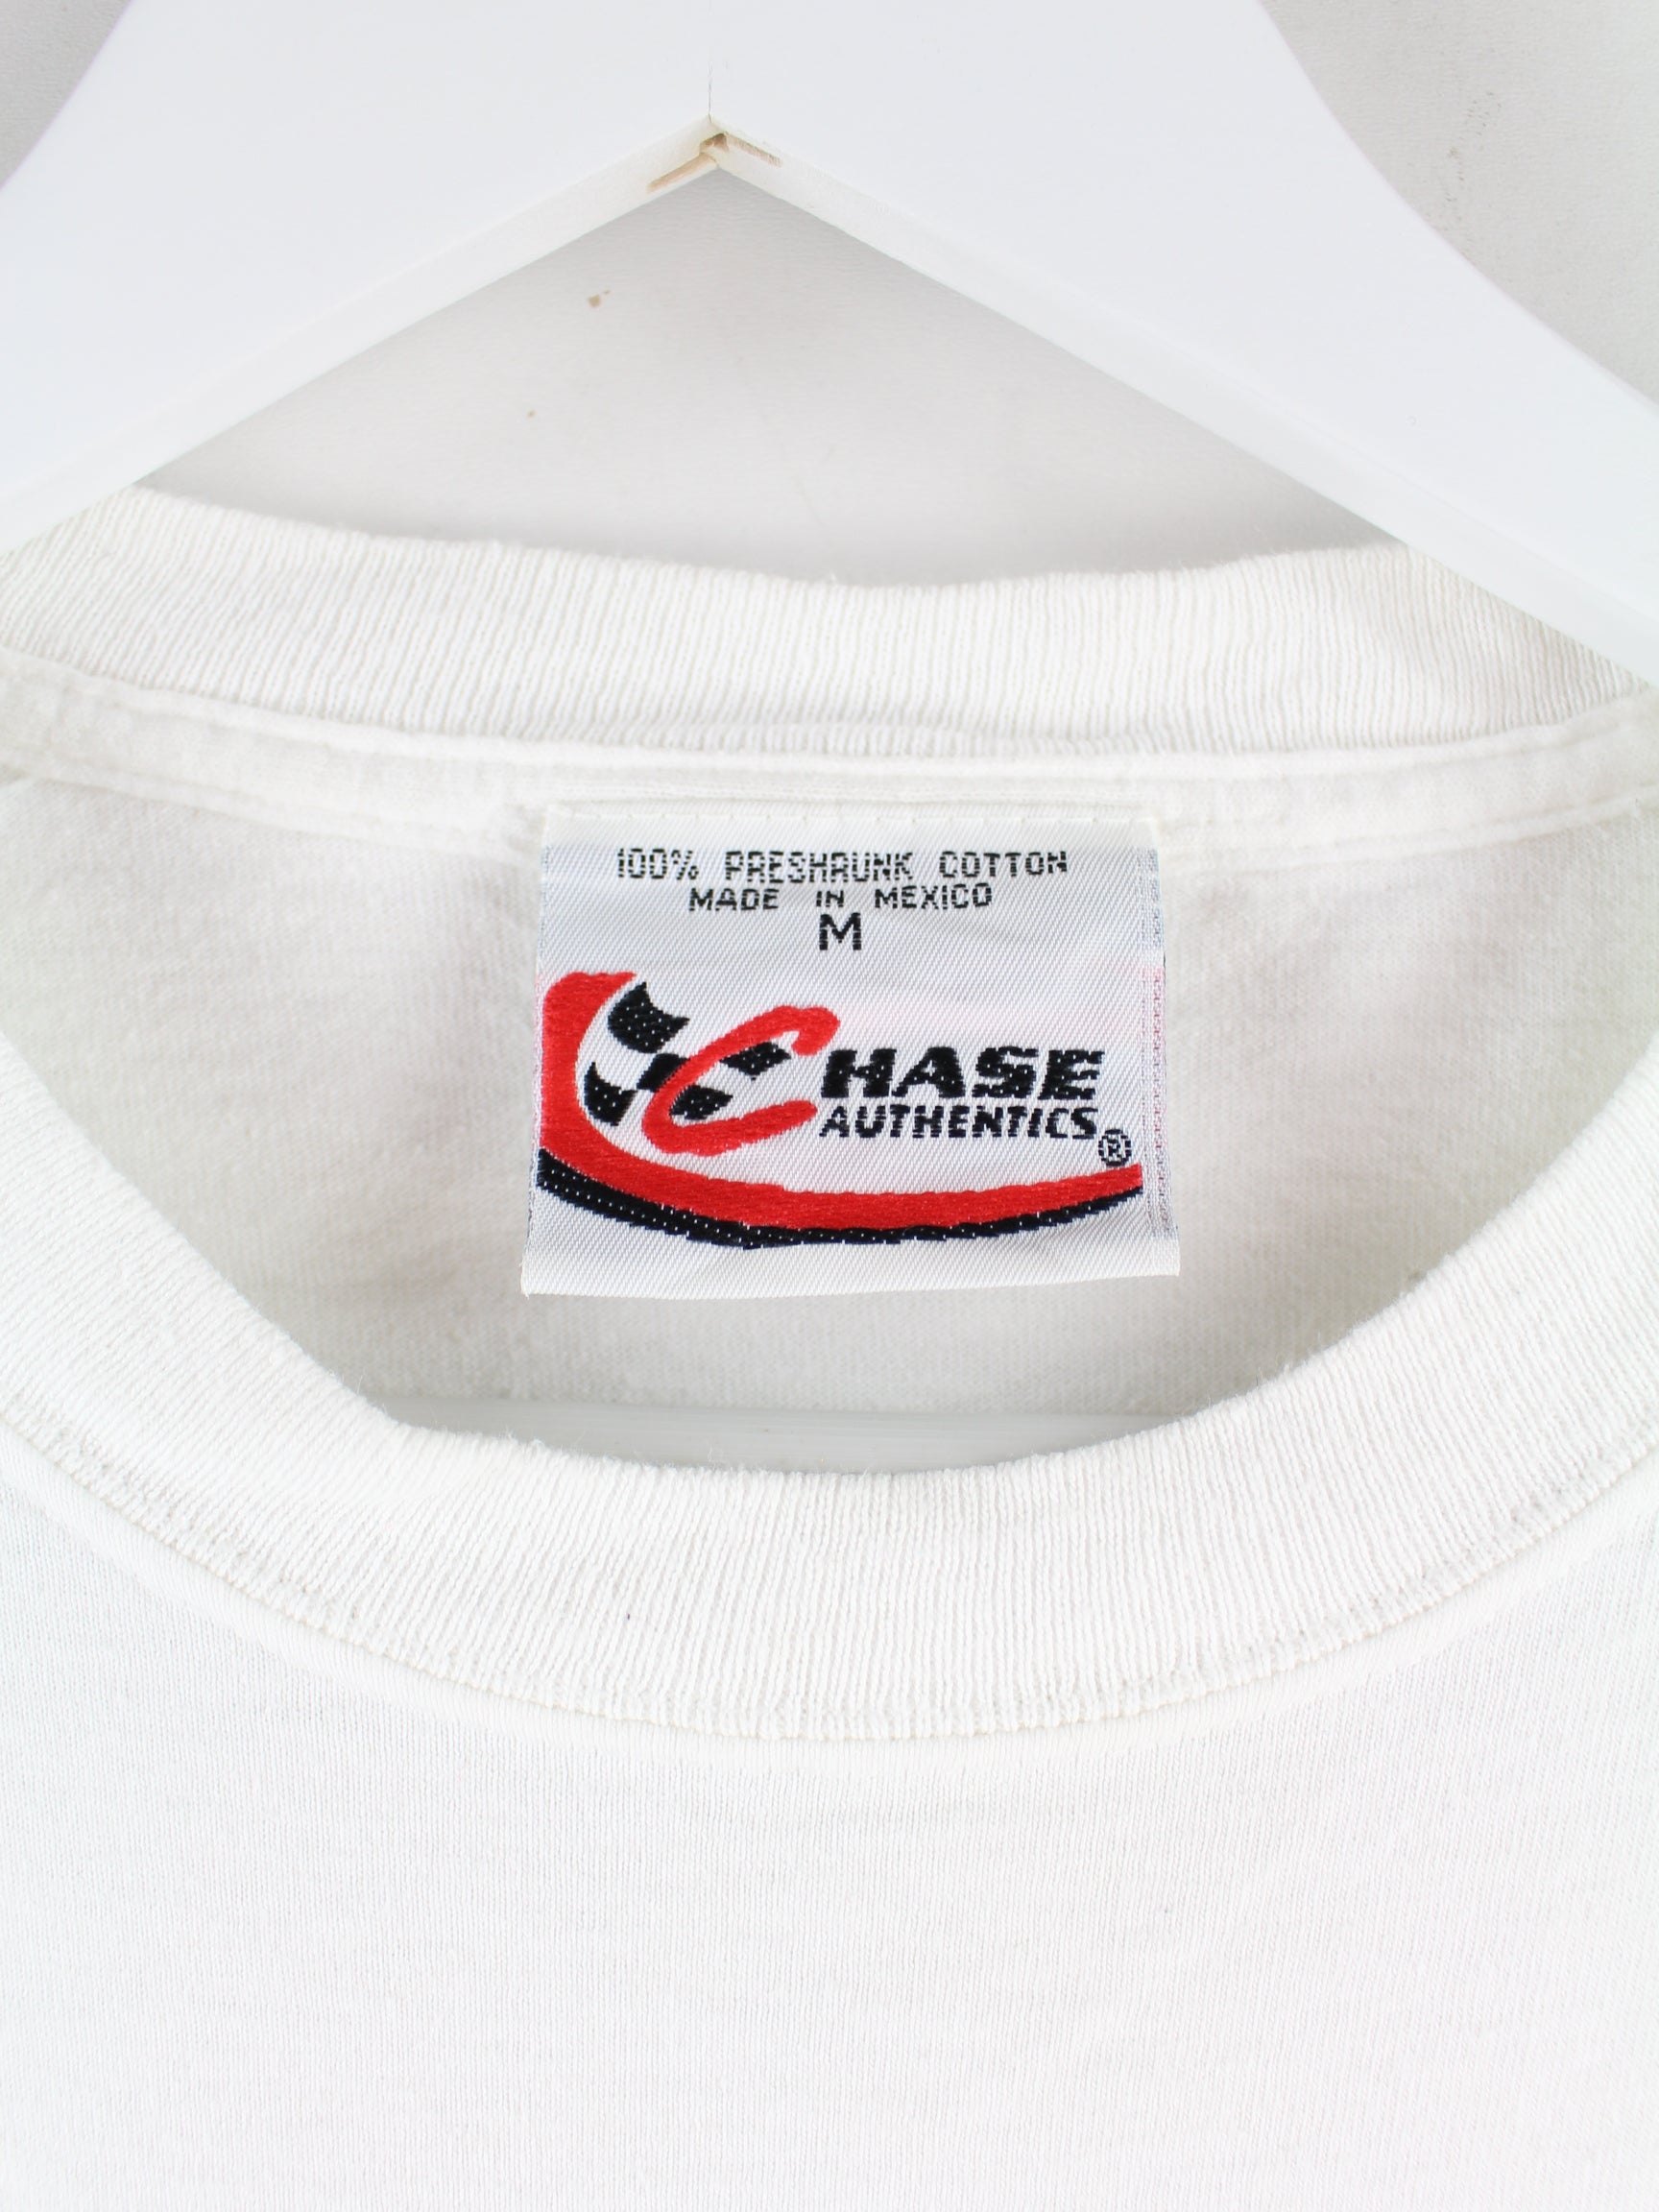 100% PRESHRUNK COTTON
MADE IN MEXICO
M
CHASE
AUTHENTICS®